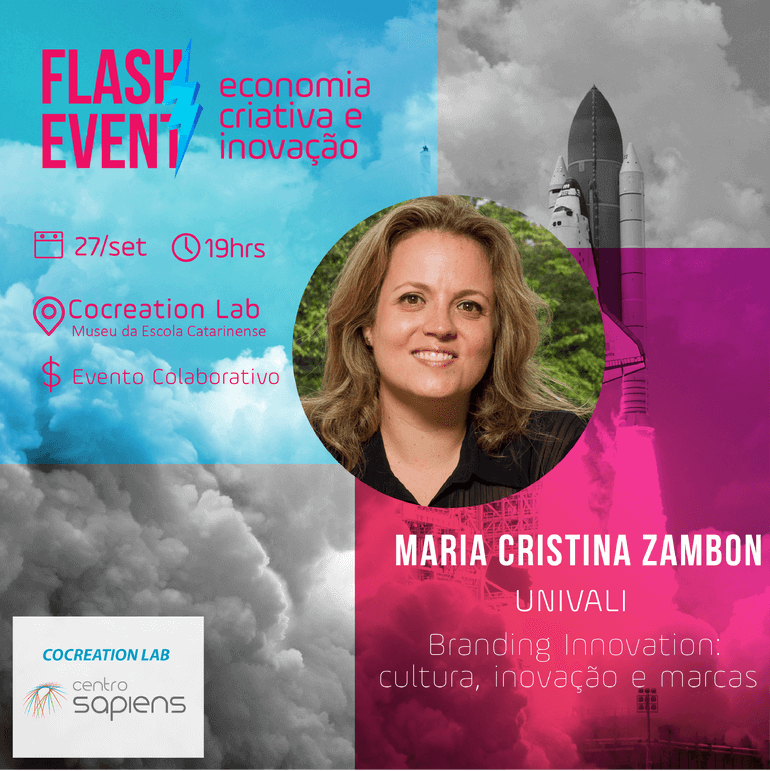 FLASH
EVENT
economia
criativa e
inovação
27/set
19hrs
Cocreation Lab
Museu da Escola Catarinense
$ Evento Colaborativo
MARIA CRISTINA ZAMBON
UNIVALI
Branding Innovation:
cultura, inovação e marcas
COCREATION LAB
centro
sapiens